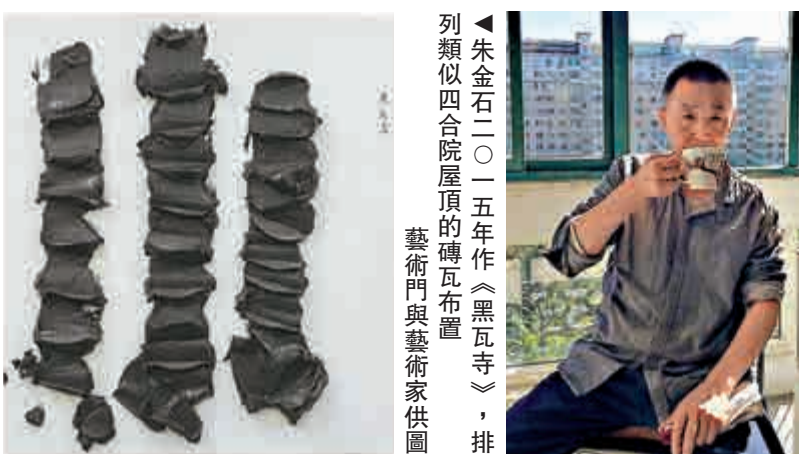 ◀朱金石二○一五年作《黑瓦寺》，排
列類似四合院屋頂的磚瓦布置
藝術門與藝術家供圖